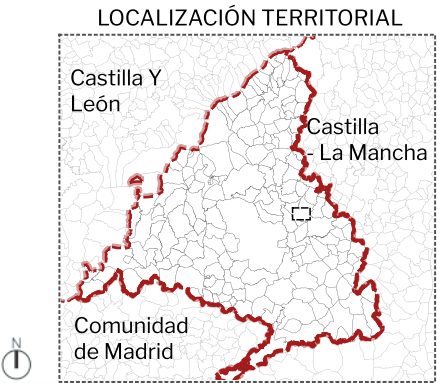 LOCALIZACIÓN TERRITORIAL
Castilla Y
León
Castilla
- La Mancha
Comunidad
de Madrid
N